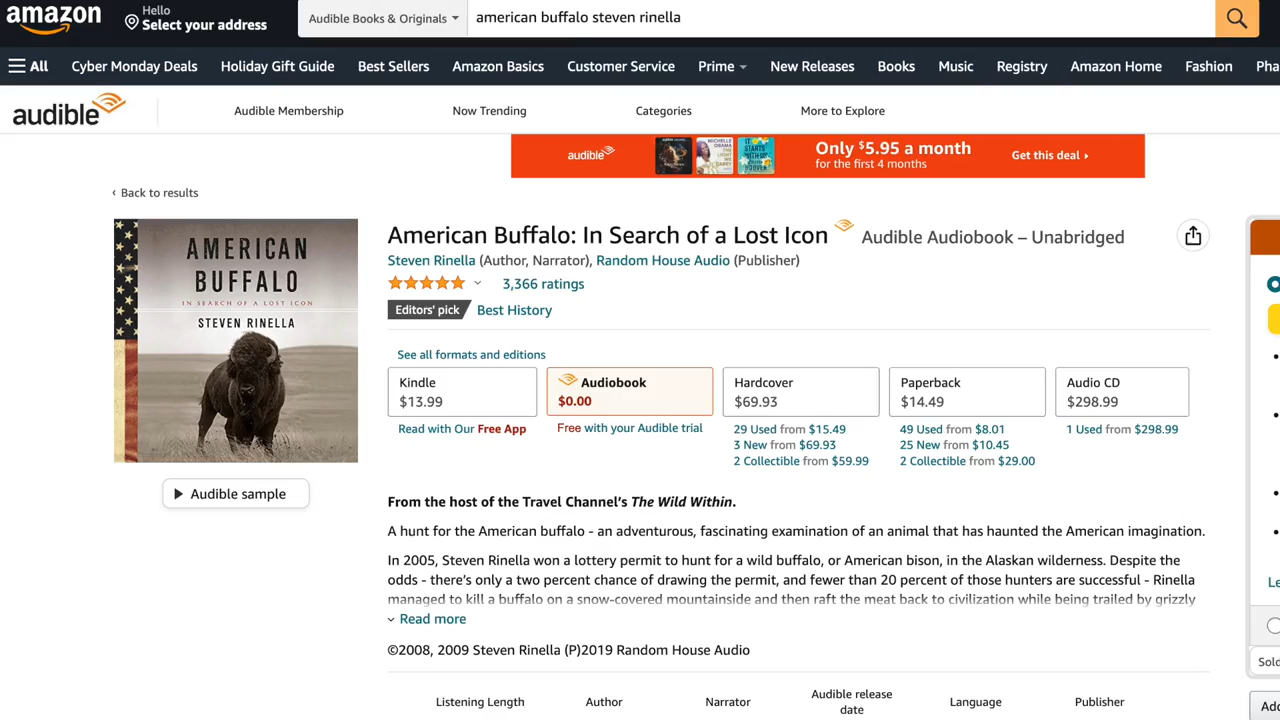 amazon
Hello
Select your address
Audible Books & Originals
american buffalo steven rinella
All
Cyber Monday Deals
Holiday Gift Guide
Best Sellers
Amazon Basics
Customer Service
Prime
New Releases
Books
Music
Registry
Amazon Home
Fashion
Pha
audible
Audible Membership
Now Trending
Categories
More to Explore
audible
Only $5.95 a month
for the first 4 months
Get this deal ›
‹ Back to results
AMERICAN
BUFFALO
IN SEARCH OF A LOST ICON
STEVEN RINELLA
Audible sample
American Buffalo: In Search of a Lost Icon Audible Audiobook – Unabridged
Steven Rinella (Author, Narrator), Random House Audio (Publisher)
3,366 ratings
Editors' pick Best History
See all formats and editions
Kindle
$13.99
Read with Our Free App
Audiobook
$0.00
Free with your Audible trial
Hardcover
$69.93
29 Used from $15.49
3 New from $69.93
2 Collectible from $59.99
Paperback
$14.49
49 Used from $8.01
25 New from $10.45
2 Collectible from $29.00
Audio CD
$298.99
1 Used from $298.99
From the host of the Travel Channel’s The Wild Within.
A hunt for the American buffalo - an adventurous, fascinating examination of an animal that has haunted the American imagination.
In 2005, Steven Rinella won a lottery permit to hunt for a wild buffalo, or American bison, in the Alaskan wilderness. Despite the
odds - there’s only a two percent chance of drawing the permit, and fewer than 20 percent of those hunters are successful - Rinella
managed to kill a buffalo on a snow-covered mountainside and then raft the meat back to civilization while being trailed by grizzly
Read more
©2008, 2009 Steven Rinella (P)2019 Random House Audio
Listening Length
Author
Narrator
Audible release
date
Language
Publisher
Le
Sold
Add